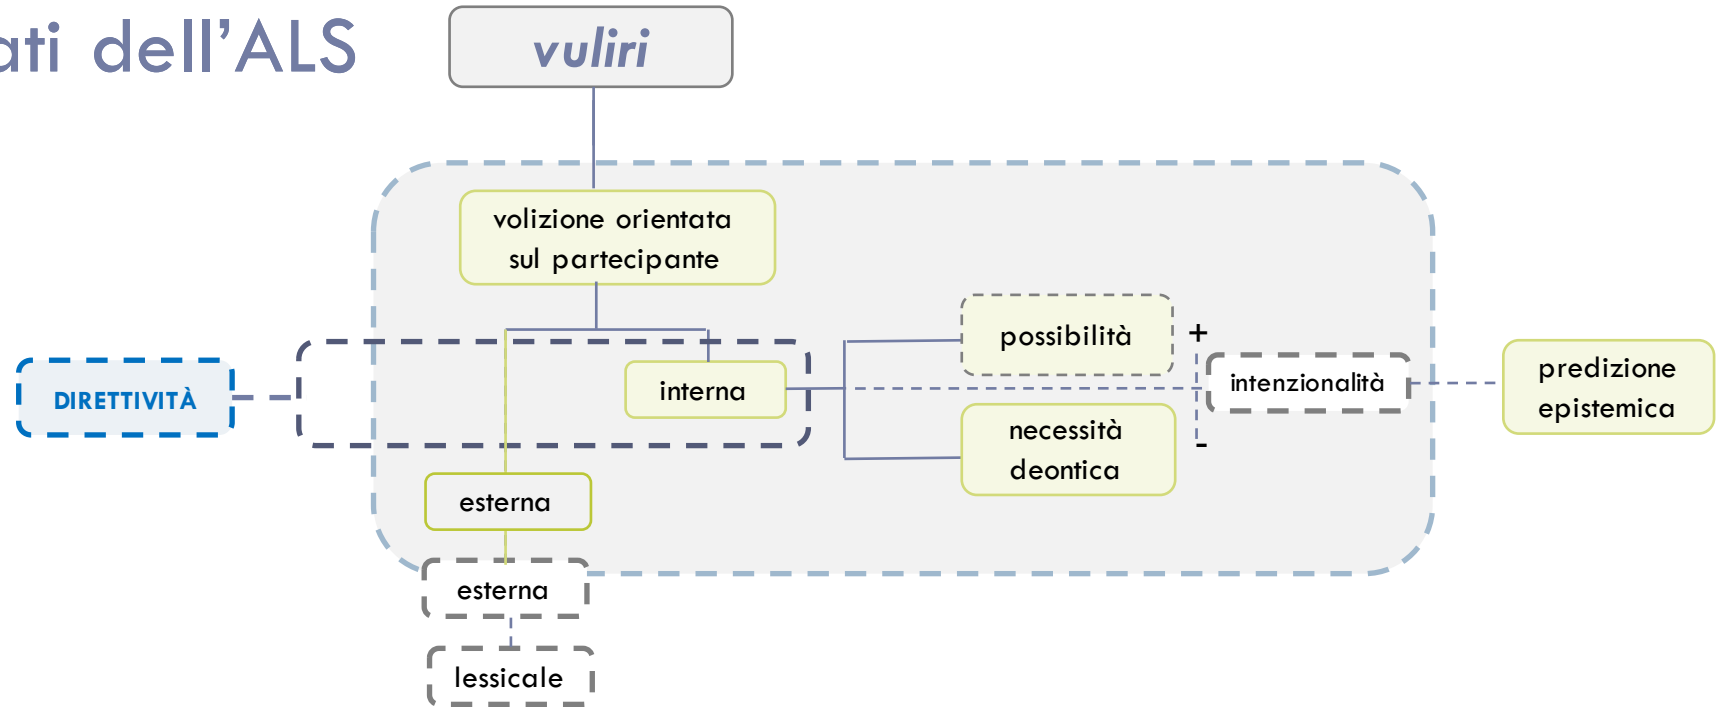 ati dell'ALS
vuliri
volizione orientata
sul partecipante
possibilità
+
intenzionalità
predizione
epistemica
DIRETTIVITÀ
interna
necessità
deontica
-
esterna
esterna
lessicale